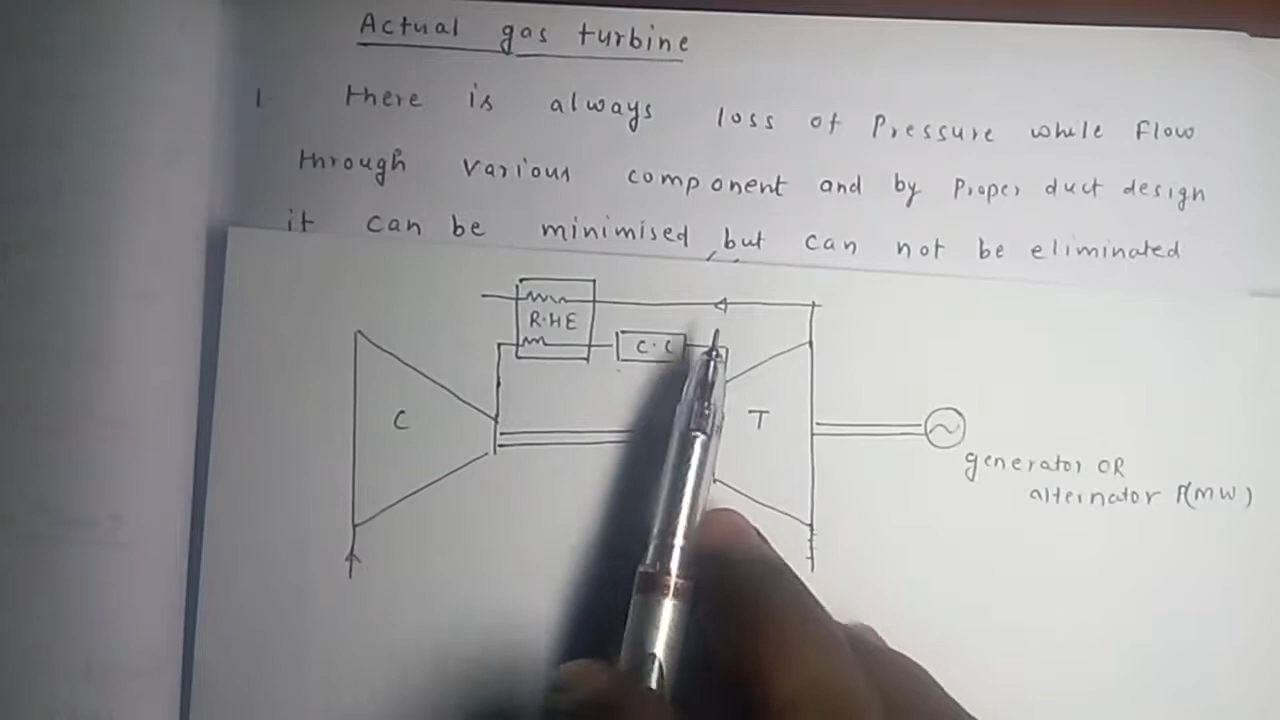 Actual gas turbine
1 there is always loss of Pressure while Flow
through various component and by Proper duct design
it can be minimised, but can not be eliminated
R.HE
C.C
C
T
generator OR
alternator P(MW)